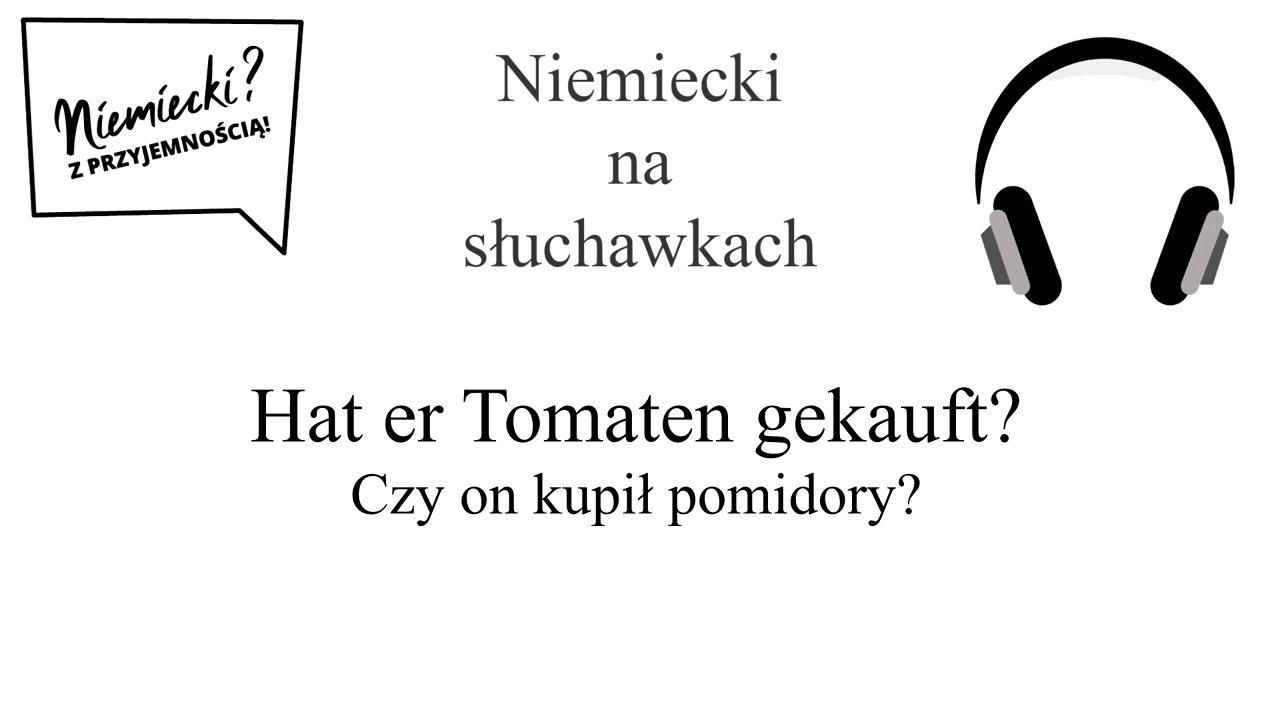 Niemiecki?
Z PRZYJEMNOŚCIĄ!
Niemiecki
na
słuchawkach
Hat er Tomaten gekauft?
Czy on kupił pomidory?